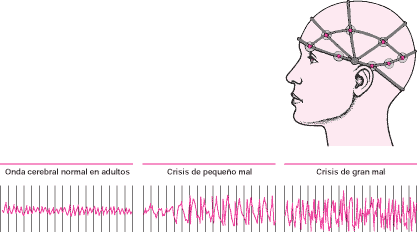 Onda cerebral normal en adultos
Crisis de pequeño mal
Crisis de gran mal